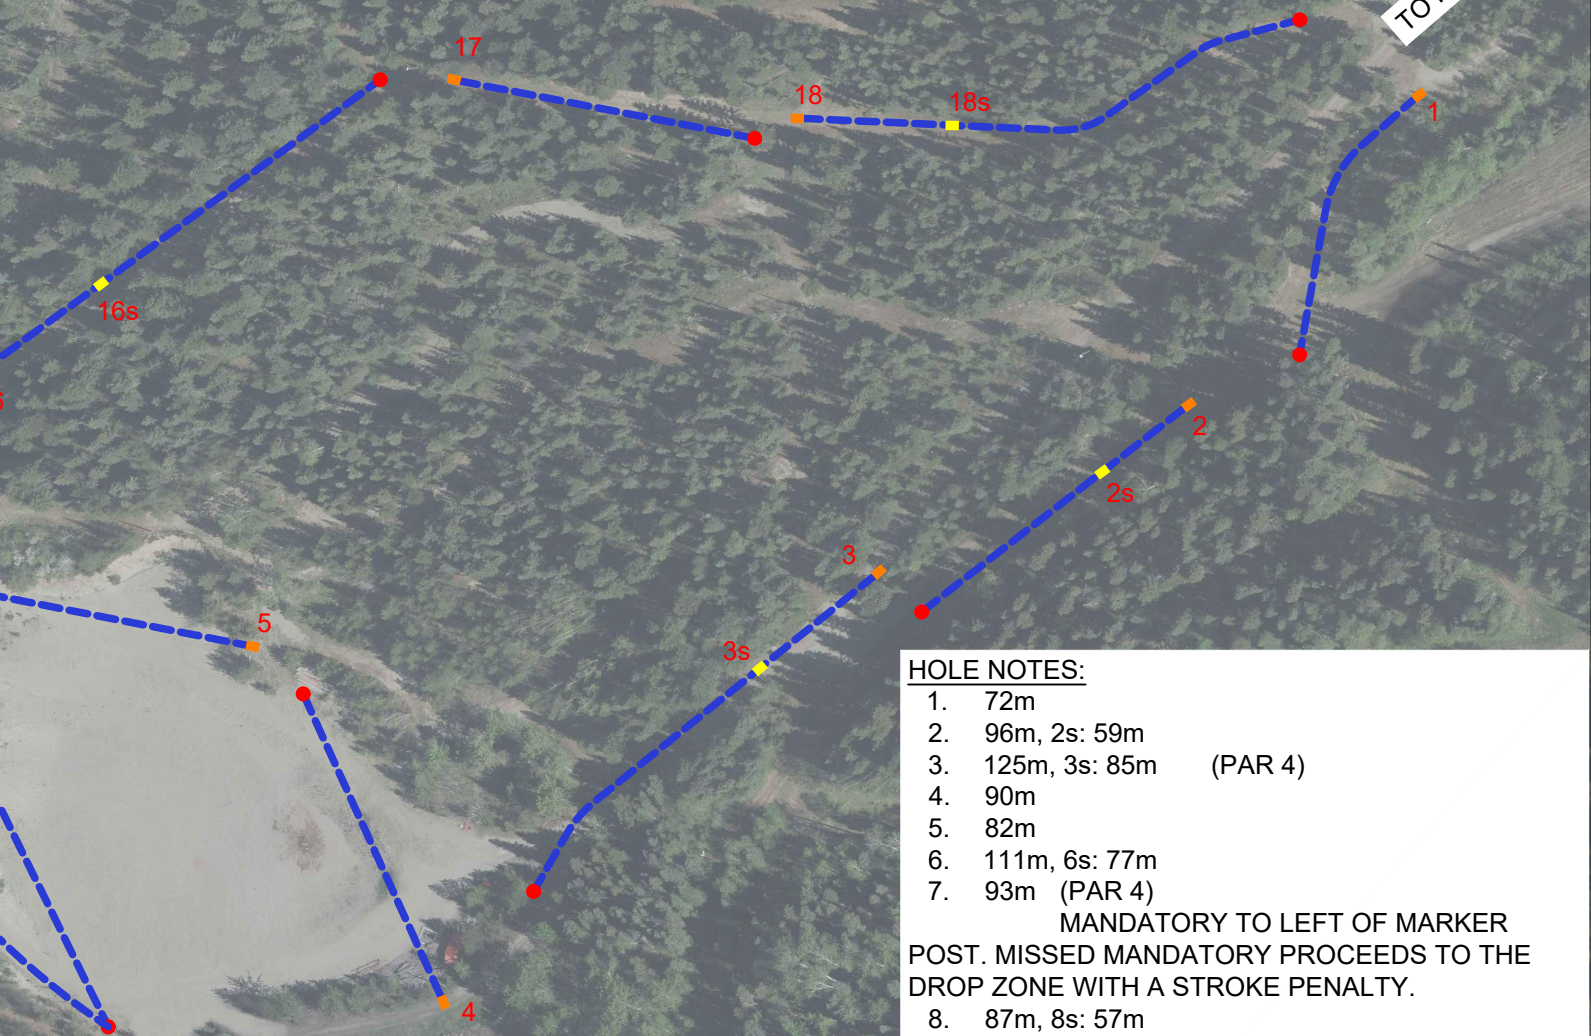 TO
17
18
18s
1
16s
2
2s
3
3s
5
4
HOLE NOTES:
1. 72m
2. 96m, 2s: 59m
3. 125m, 3s: 85m (PAR 4)
4. 90m
5. 82m
6. 111m, 6s: 77m
7. 93m (PAR 4)
MANDATORY TO LEFT OF MARKER
POST. MISSED MANDATORY PROCEEDS TO THE
DROP ZONE WITH A STROKE PENALTY.
8. 87m, 8s: 57m